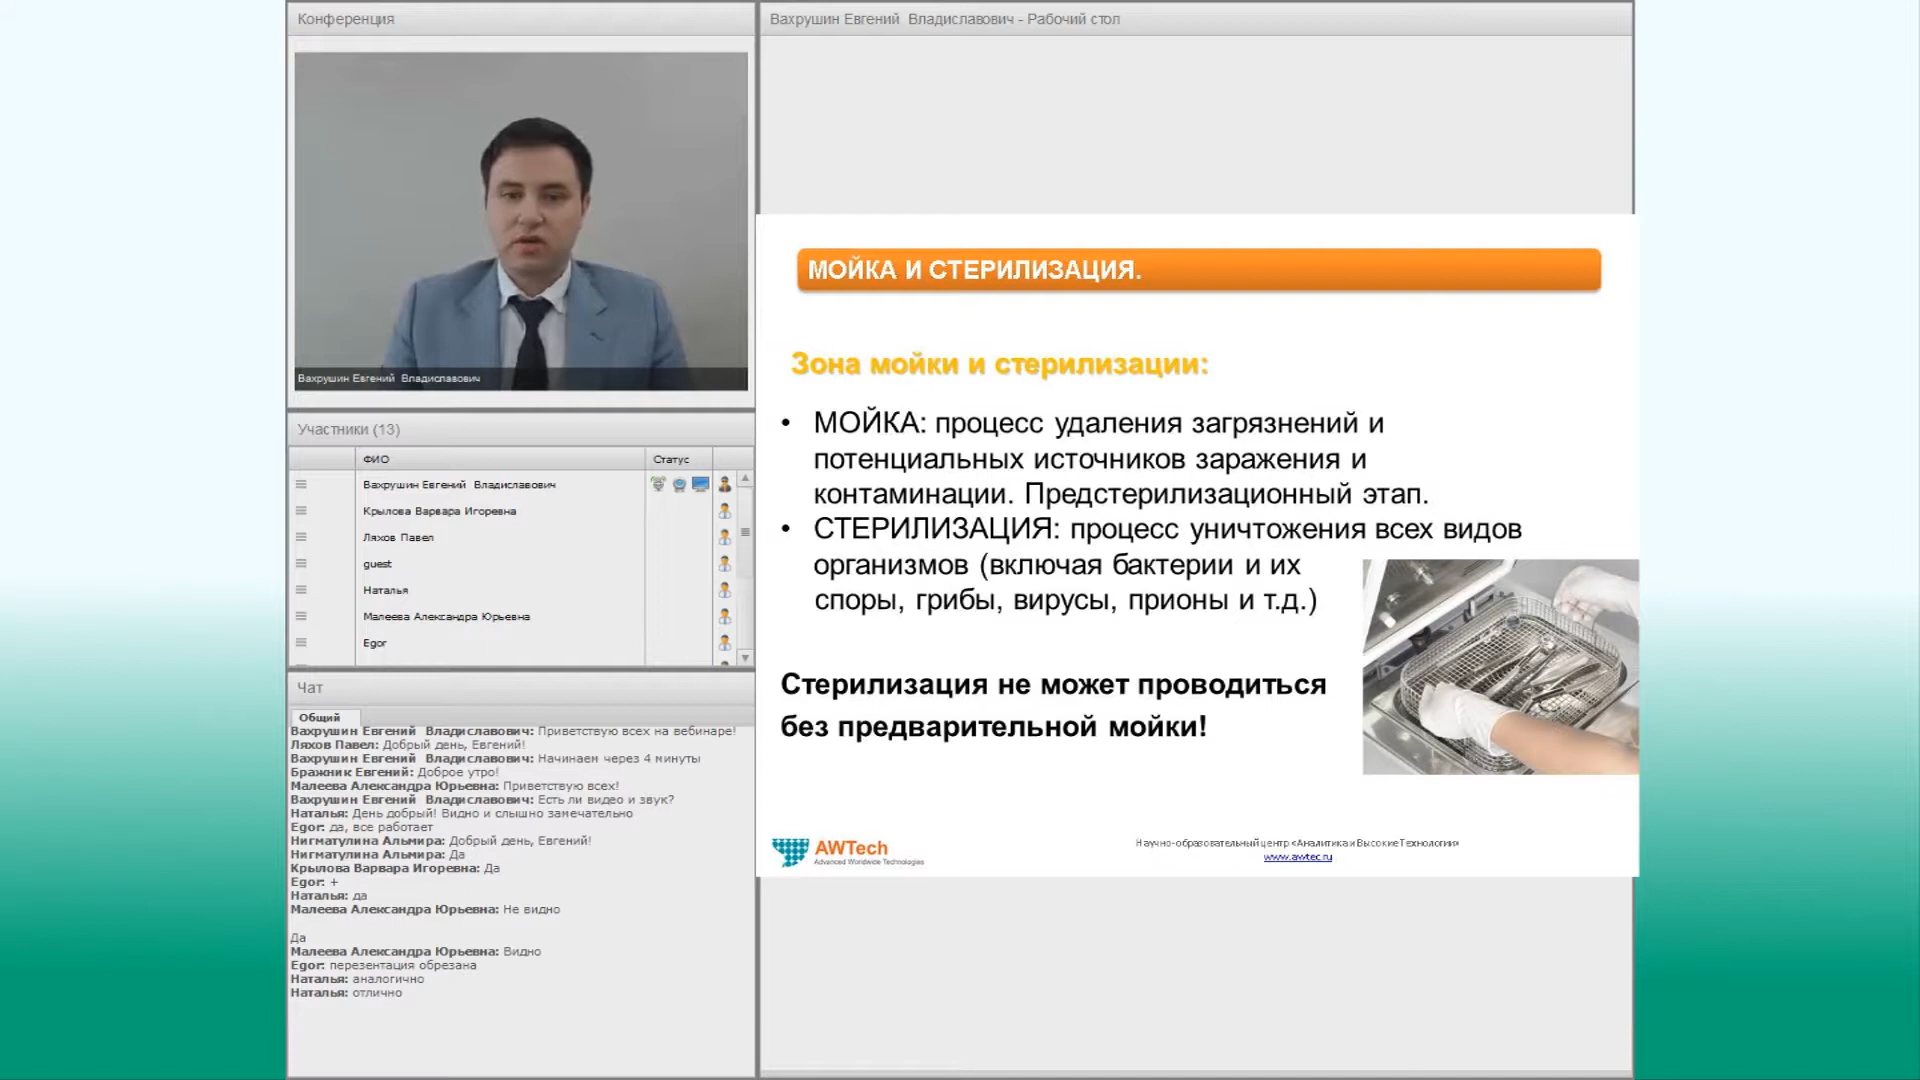 Конференция
Вахрушин Евгений Владиславович
Участники (13)
ФИО
Статус
Вахрушин Евгений Владиславович
Крылова Варвара Игоревна
Ляхов Павел
guest
Наталья
Малеева Александра Юрьевна
Egor
Чат
Общий
Вахрушин Евгений Владиславович: Приветствую всех на вебинаре!
Ляхов Павел: Добрый день, Евгений!
Вахрушин Евгений Владиславович: Начинаем через 4 минуты
Бражник Евгений: Доброе утро!
Малеева Александра Юрьевна: Приветствую всех!
Вахрушин Евгений Владиславович: Есть ли видео и звук?
Наталья: День добрый! Видно и слышно замечательно
Egor: да, все работает
Нигматулина Альмира: Добрый день, Евгений!
Нигматулина Альмира: Да
Крылова Варвара Игоревна: Да
Egor: +
Наталья: да
Малеева Александра Юрьевна: Не видно
Да
Малеева Александра Юрьевна: Видно
Egor: перезентация обрезана
Наталья: аналогично
Наталья: отлично
Вахрушин Евгений Владиславович - Рабочий стол
МОЙКА И СТЕРИЛИЗАЦИЯ.
Зона мойки и стерилизации:
• МОЙКА: процесс удаления загрязнений и
потенциальных источников заражения и
контаминации. Предстерилизационный этап.
• СТЕРИЛИЗАЦИЯ: процесс уничтожения всех видов
организмов (включая бактерии и их
споры, грибы, вирусы, прионы и т.д.)
Стерилизация не может проводиться
без предварительной мойки!
AWTech
Advanced Worldwide Technologies
Научно-образовательный центр «Аналитика и Высокие Технологии»
www.awtec.ru